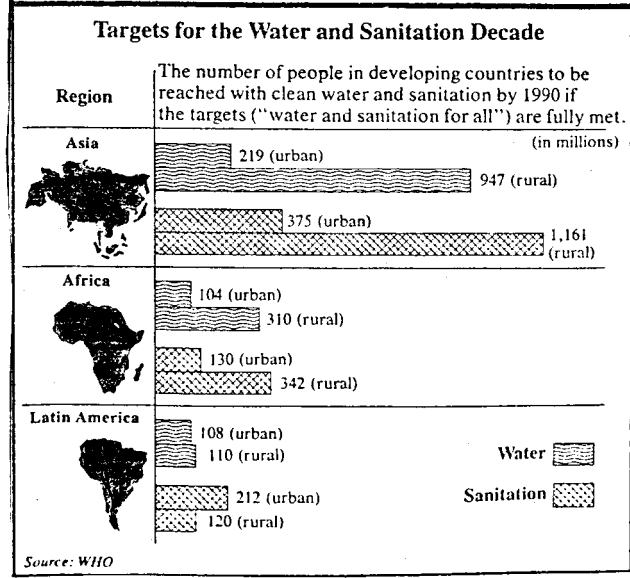 Targets for the Water and Sanitation Decade
Region
The number of people in developing countries to be
reached with clean water and sanitation by 1990 if
the targets ("water and sanitation for all") are fully met.
(in millions)
Asia
219 (urban)
947 (rural)
375 (urban)
1,161
(rural)
Africa
104 (urban)
310 (rural)
130 (urban)
342 (rural)
Latin America
108 (urban)
110 (rural)
212 (urban)
120 (rural)
Water
Sanitation
Source: WHO